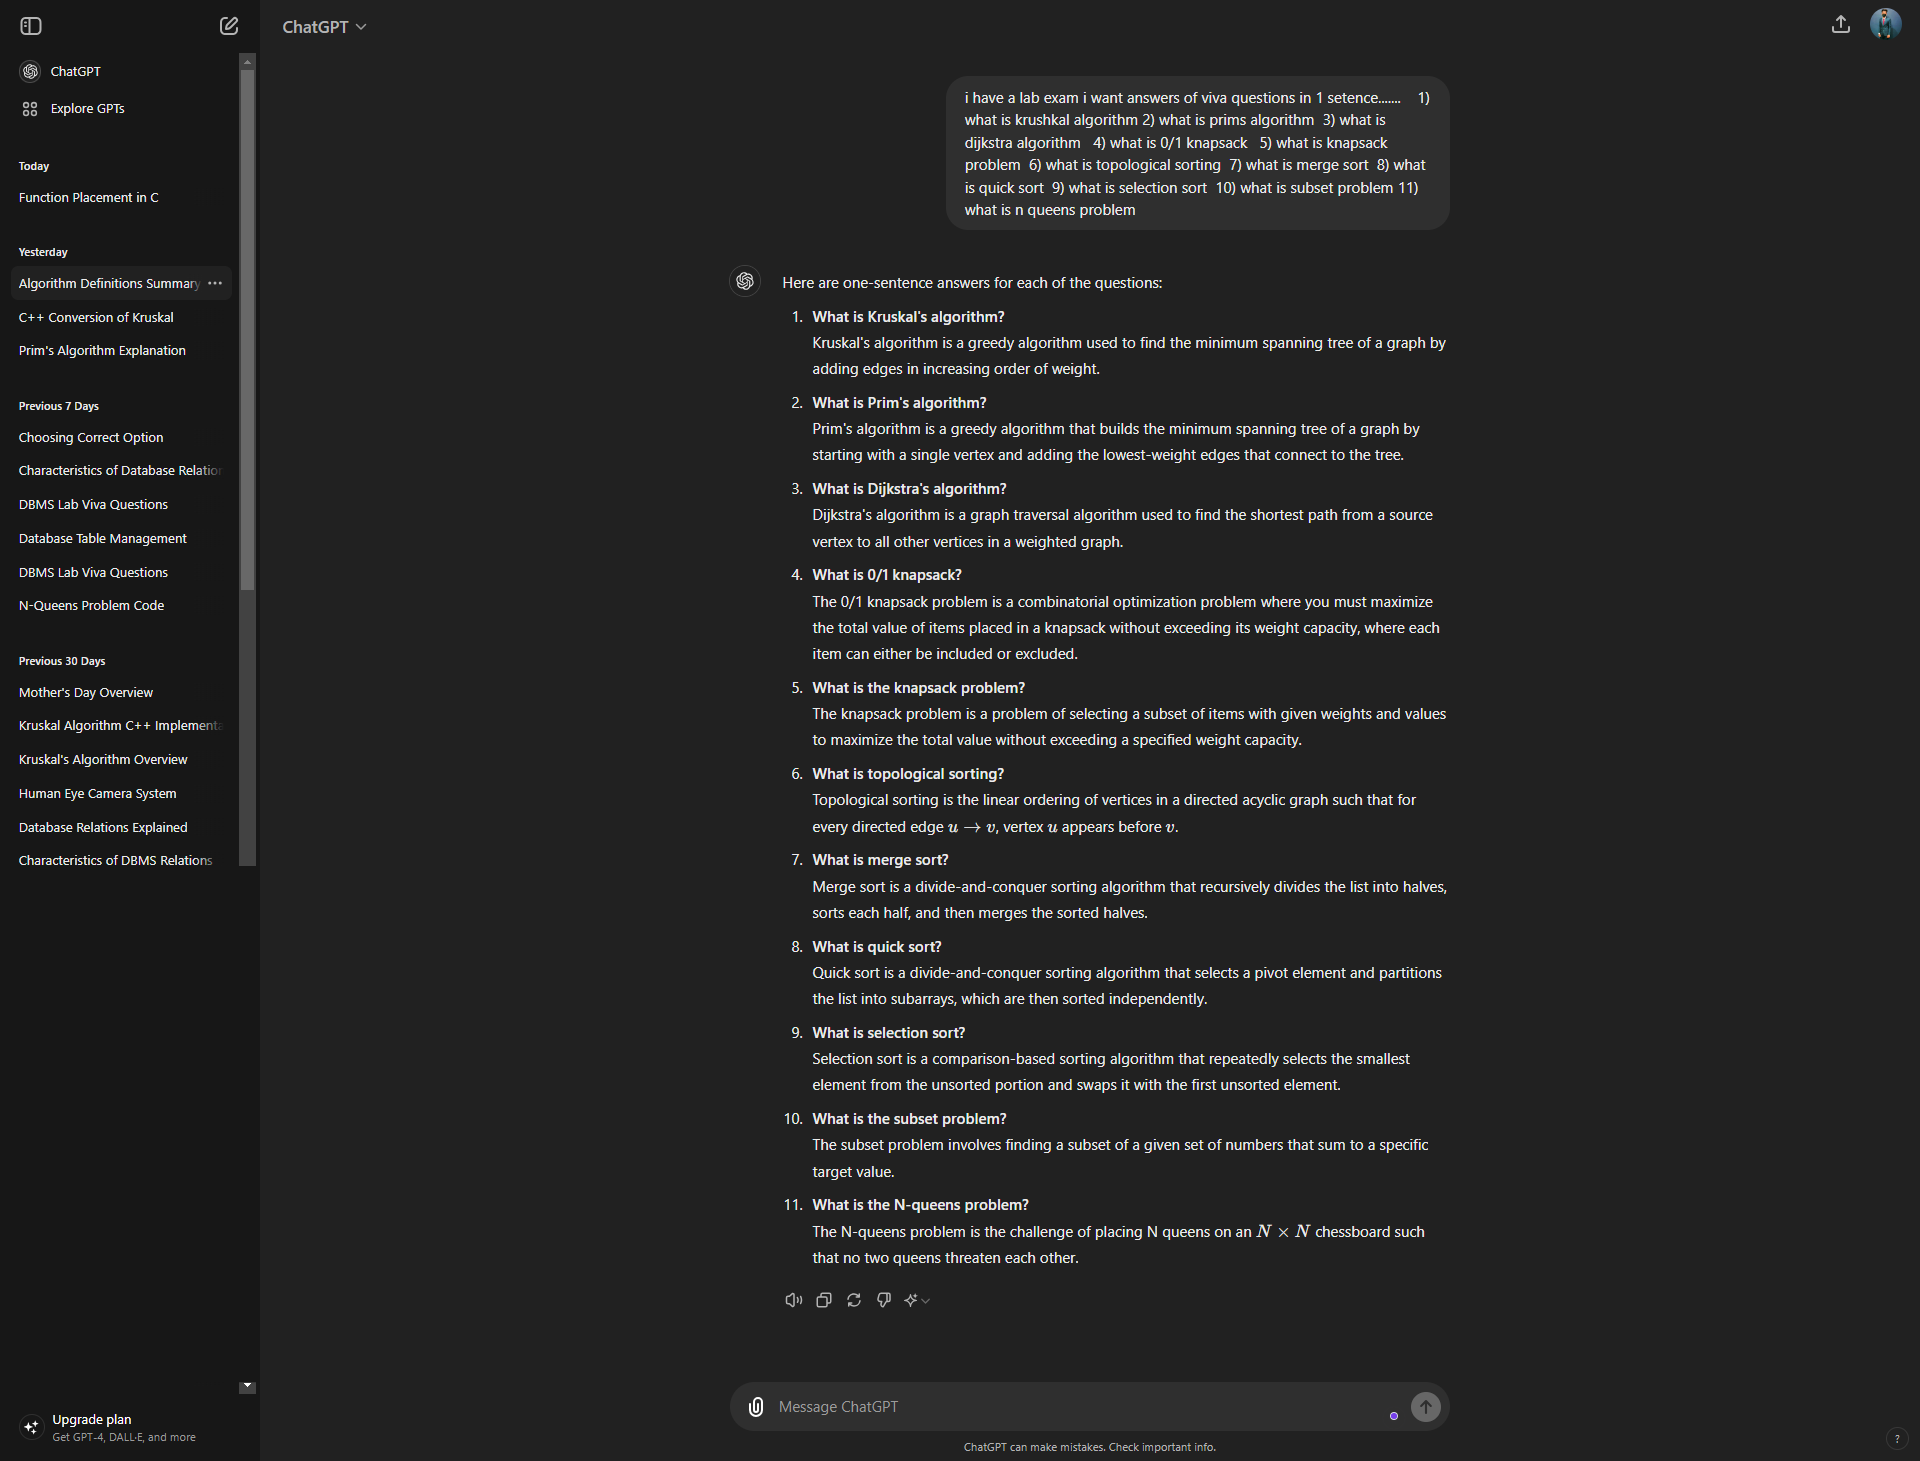 ChatGPT
Explore GPTs
Today
Function Placement in C
Yesterday
Algorithm Definitions Summary
C++ Conversion of Kruskal
Prim's Algorithm Explanation
Previous 7 Days
Choosing Correct Option
Characteristics of Database Relation
DBMS Lab Viva Questions
Database Table Management
DBMS Lab Viva Questions
N-Queens Problem Code
Previous 30 Days
Mother's Day Overview
Kruskal Algorithm C++ Implementa
Kruskal's Algorithm Overview
Human Eye Camera System
Database Relations Explained
Characteristics of DBMS Relations
Upgrade plan
Get GPT-4, DALL·E, and more
ChatGPT
i have a lab exam i want answers of viva questions in 1 setence....... 1)
what is krushkal algorithm 2) what is prims algorithm 3) what is
dijkstra algorithm 4) what is 0/1 knapsack 5) what is knapsack
problem 6) what is topological sorting 7) what is merge sort 8) what
is quick sort 9) what is selection sort 10) what is subset problem 11)
what is n queens problem
Here are one-sentence answers for each of the questions:
1. What is Kruskal's algorithm?
Kruskal's algorithm is a greedy algorithm used to find the minimum spanning tree of a graph by
adding edges in increasing order of weight.
2. What is Prim's algorithm?
Prim's algorithm is a greedy algorithm that builds the minimum spanning tree of a graph by
starting with a single vertex and adding the lowest-weight edges that connect to the tree.
3. What is Dijkstra's algorithm?
Dijkstra's algorithm is a graph traversal algorithm used to find the shortest path from a source
vertex to all other vertices in a weighted graph.
4. What is 0/1 knapsack?
The 0/1 knapsack problem is a combinatorial optimization problem where you must maximize
the total value of items placed in a knapsack without exceeding its weight capacity, where each
item can either be included or excluded.
5. What is the knapsack problem?
The knapsack problem is a problem of selecting a subset of items with given weights and values
to maximize the total value without exceeding a specified weight capacity.
6. What is topological sorting?
Topological sorting is the linear ordering of vertices in a directed acyclic graph such that for
every directed edge u → v, vertex u appears before v.
7. What is merge sort?
Merge sort is a divide-and-conquer sorting algorithm that recursively divides the list into halves,
sorts each half, and then merges the sorted halves.
8. What is quick sort?
Quick sort is a divide-and-conquer sorting algorithm that selects a pivot element and partitions
the list into subarrays, which are then sorted independently.
9. What is selection sort?
Selection sort is a comparison-based sorting algorithm that repeatedly selects the smallest
element from the unsorted portion and swaps it with the first unsorted element.
10. What is the subset problem?
The subset problem involves finding a subset of a given set of numbers that sum to a specific
target value.
11. What is the N-queens problem?
The N-queens problem is the challenge of placing N queens on an N × N chessboard such
that no two queens threaten each other.
Message ChatGPT
ChatGPT can make mistakes. Check important info.
?